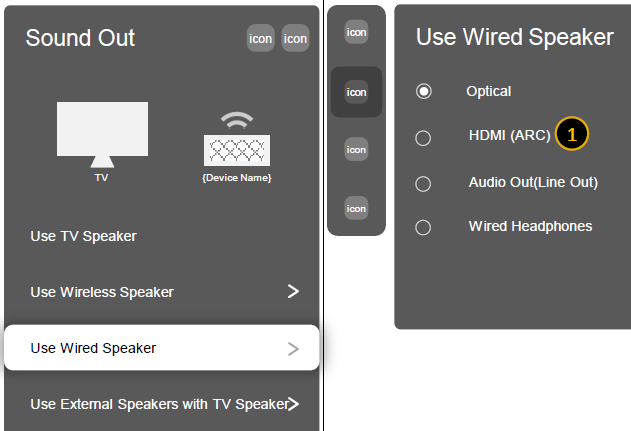 Sound Out
icon
icon
TV
{Device Name}
Use TV Speaker
Use Wireless Speaker
Use Wired Speaker
Use External Speakers with TV Speaker
icon
icon
icon
icon
Use Wired Speaker
Optical
HDMI (ARC)
1
Audio Out(Line Out)
Wired Headphones